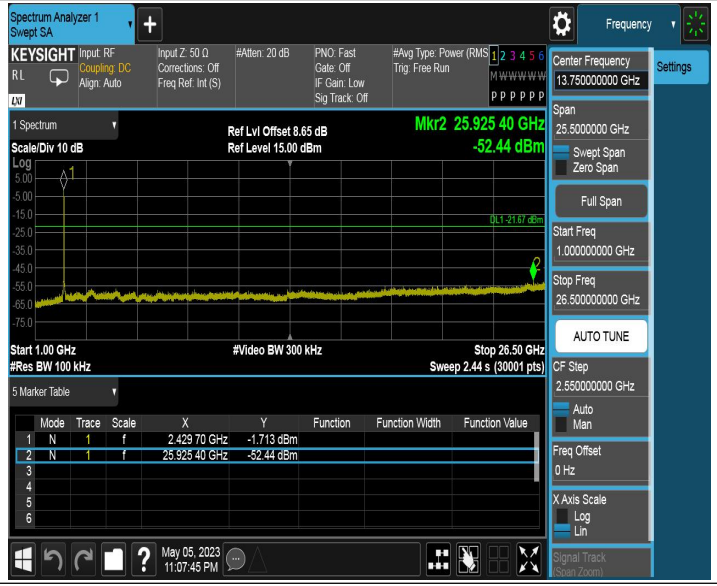 Spectrum Analyzer 1
Swept SA
Frequency
KEYSIGHT
RL
LXI
Input: RF
Coupling: DC
Align: Auto
Input Z: 50 Ω
Corrections: Off
Freq Ref: Int (S)
#Atten: 20 dB
PNO: Fast
Gate: Off
IF Gain: Low
Sig Track: Off
#Avg Type: Power (RMS
Trig: Free Run
1 2 3 4 5 6
M W W W W W
P P P P P P
Settings
1 Spectrum
Scale/Div 10 dB
Ref Lvl Offset 8.65 dB
Ref Level 15.00 dBm
Mkr2 25.925 40 GHz
-52.44 dBm
Log
5.00
-5.00
-15.0
-25.0
-35.0
-45.0
-55.0
-65.0
-75.0
1
DL1 -21.67 dBm
2
Start 1.00 GHz
#Res BW 100 kHz
#Video BW 300 kHz
Stop 26.50 GHz
Sweep 2.44 s (30001 pts)
5 Marker Table
Mode Trace Scale X Y Function Function Width Function Value
1 N 1 f 2.429 70 GHz -1.713 dBm
2 N 1 f 25.925 40 GHz -52.44 dBm
3
4
5
6
May 05, 2023
11:07:45 PM
?
Center Frequency
13.750000000 GHz
Span
25.5000000 GHz
Swept Span
Zero Span
Full Span
Start Freq
1.000000000 GHz
Stop Freq
26.500000000 GHz
AUTO TUNE
CF Step
2.550000000 GHz
Auto
Man
Freq Offset
0 Hz
X Axis Scale
Log
Lin
Signal Track
(Span Zoom)